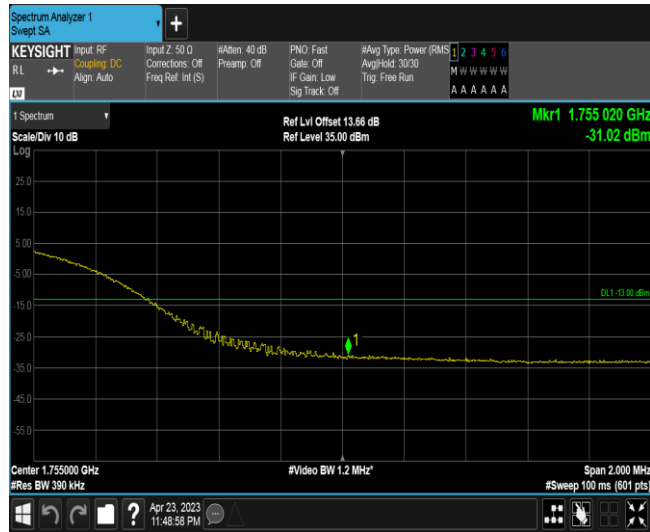 Spectrum Analyzer 1
Swept SA
+
KEYSIGHT
RL
LXI
Input: RF
Coupling: DC
Align: Auto
Input Z: 50 Ω
Corrections: Off
Freq Ref: Int (S)
#Atten: 40 dB
Preamp: Off
PNO: Fast
Gate: Off
IF Gain: Low
Sig Track: Off
#Avg Type: Power (RMS
Avg|Hold: 30/30
Trig: Free Run
1 2 3 4 5 6
M W W W W W
A A A A A A
1 Spectrum
Scale/Div 10 dB
Ref Lvl Offset 13.66 dB
Ref Level 35.00 dBm
Mkr1 1.755 020 GHz
-31.02 dBm
Log
25.0
15.0
5.00
-5.00
DL1 -13.00 dBm
-15.0
-25.0
1
-35.0
-45.0
-55.0
Center 1.755000 GHz
#Video BW 1.2 MHz*
Span 2.000 MHz
#Res BW 390 kHz
#Sweep 100 ms (601 pts)
?
Apr 23, 2023
11:48:58 PM